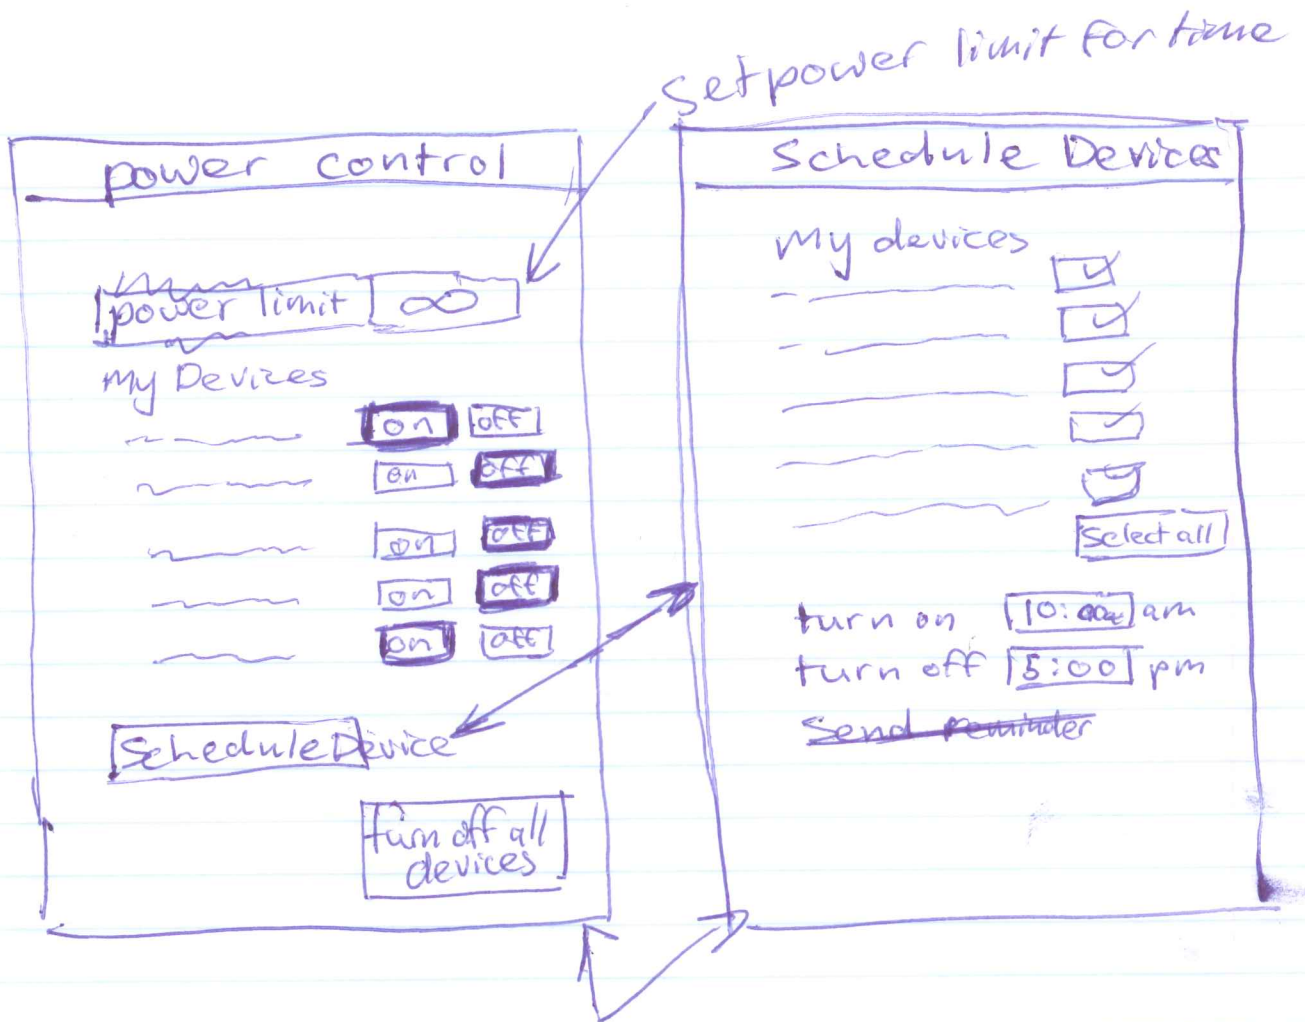 Set power limit for time
power control
power limit ∞
My Devices
on off
on off
on off
on off
on off
Schedule Device
turn off all
devices
Schedule Devices
My devices
Select all
turn on 10:00 am
turn off 5:00 pm
Send reminder